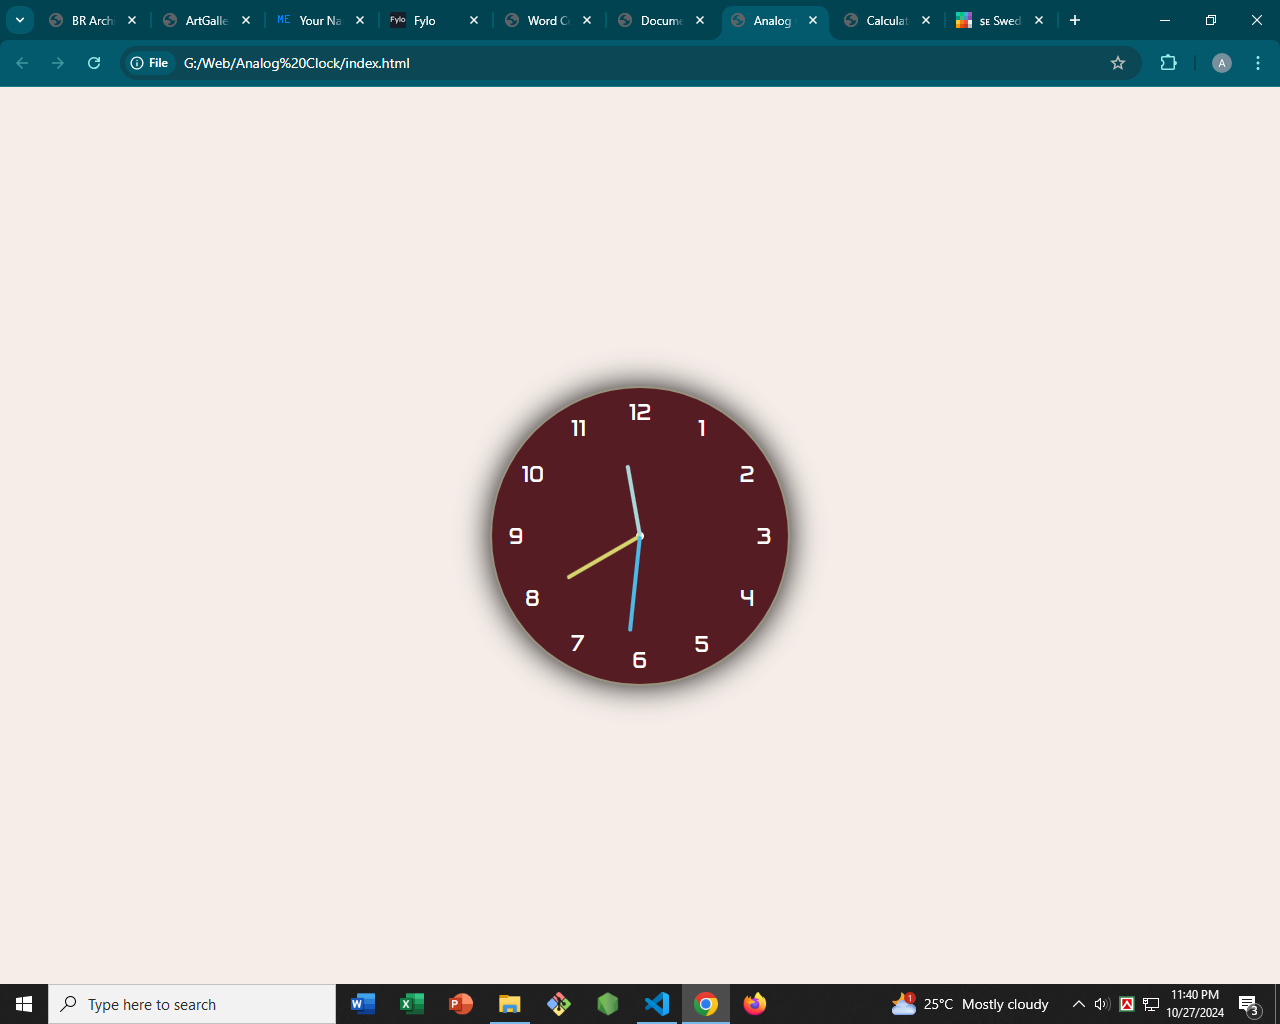 BR Archi
ArtGalle
ME Your Na
Fylo Fylo
Word C
Docume
Analog
Calculat
SE Swed
File G:/Web/Analog%20Clock/index.html A
12
11 1
10 2
9 3
8 4
7 5
6
Type here to search
1 25°C Mostly cloudy
11:40 PM
10/27/2024
3